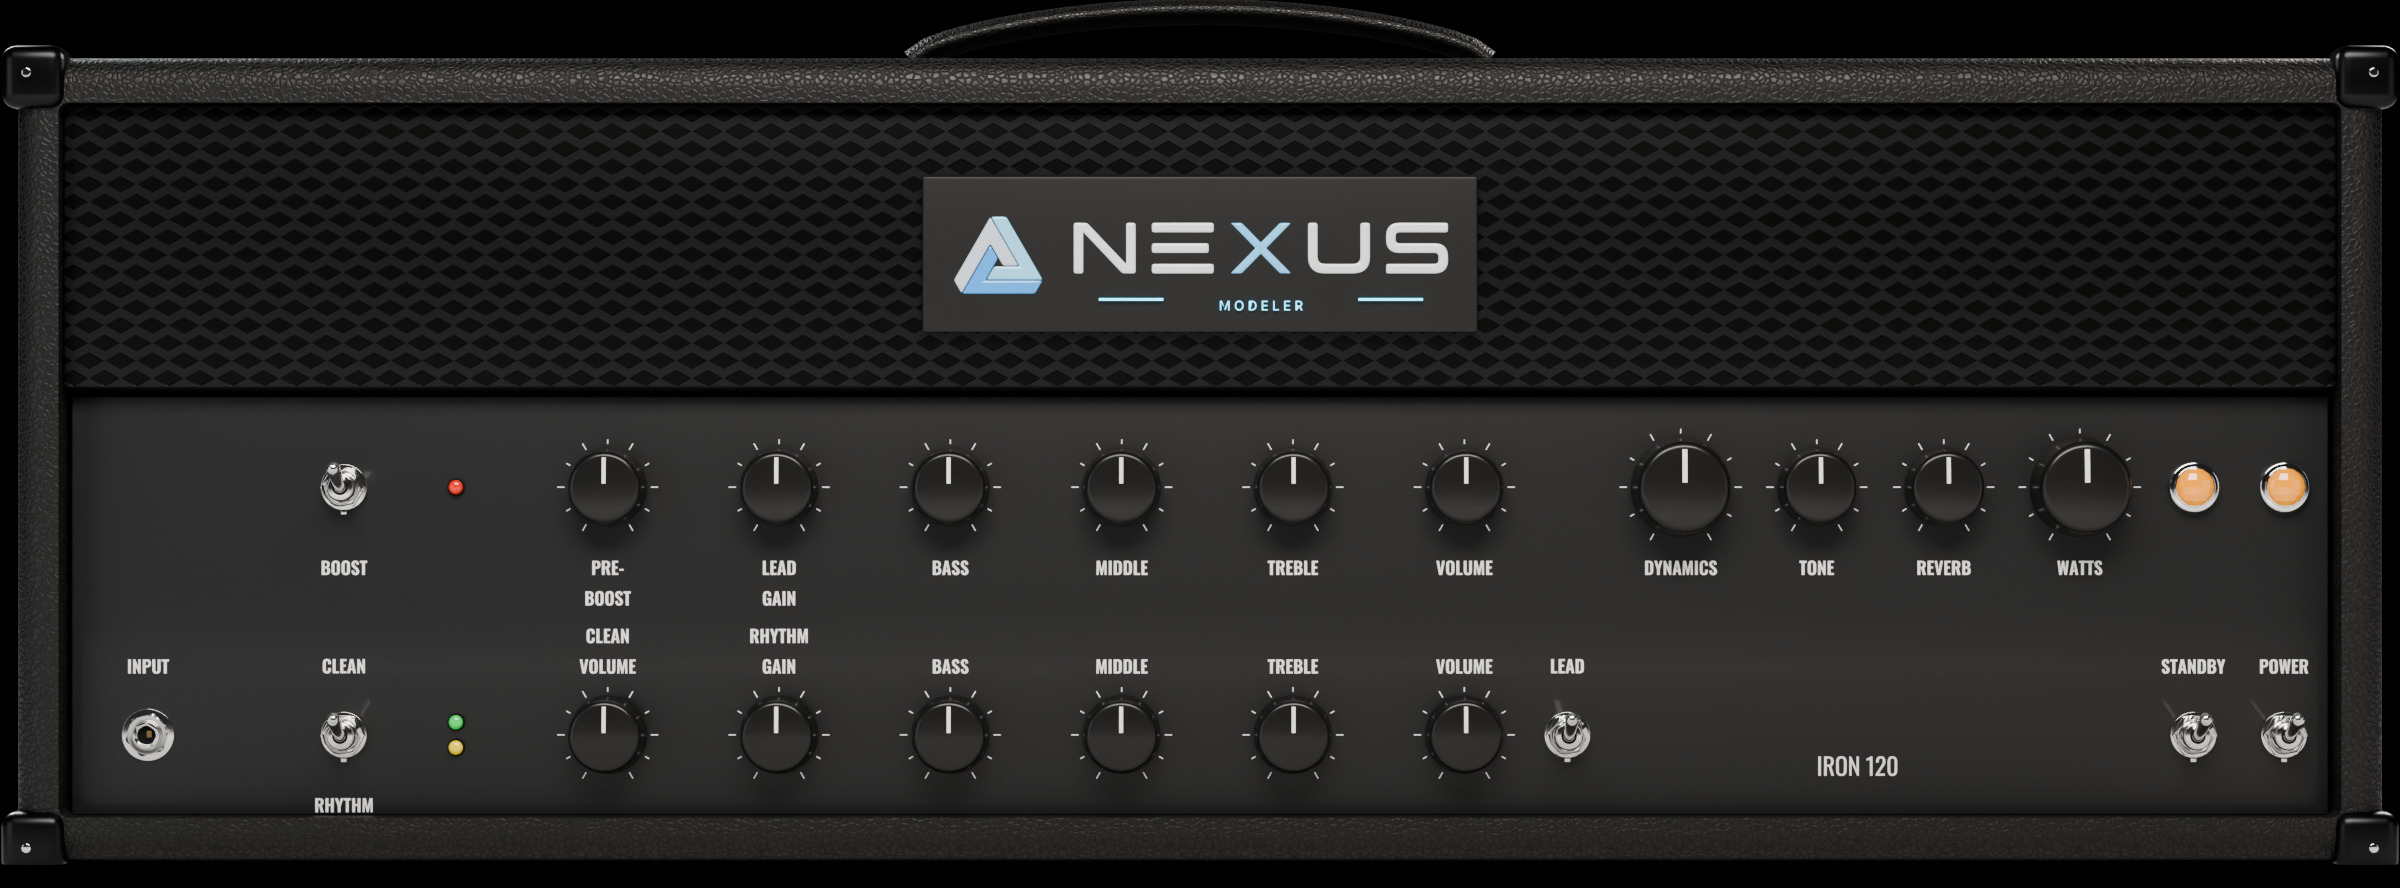 NEXUS
MODELER
BOOST
PRE-
BOOST
LEAD
GAIN
BASS
MIDDLE
TREBLE
VOLUME
DYNAMICS
TONE
REVERB
WATTS
INPUT
CLEAN
CLEAN
VOLUME
RHYTHM
GAIN
BASS
MIDDLE
TREBLE
VOLUME
LEAD
STANDBY
POWER
IRON 120
RHYTHM